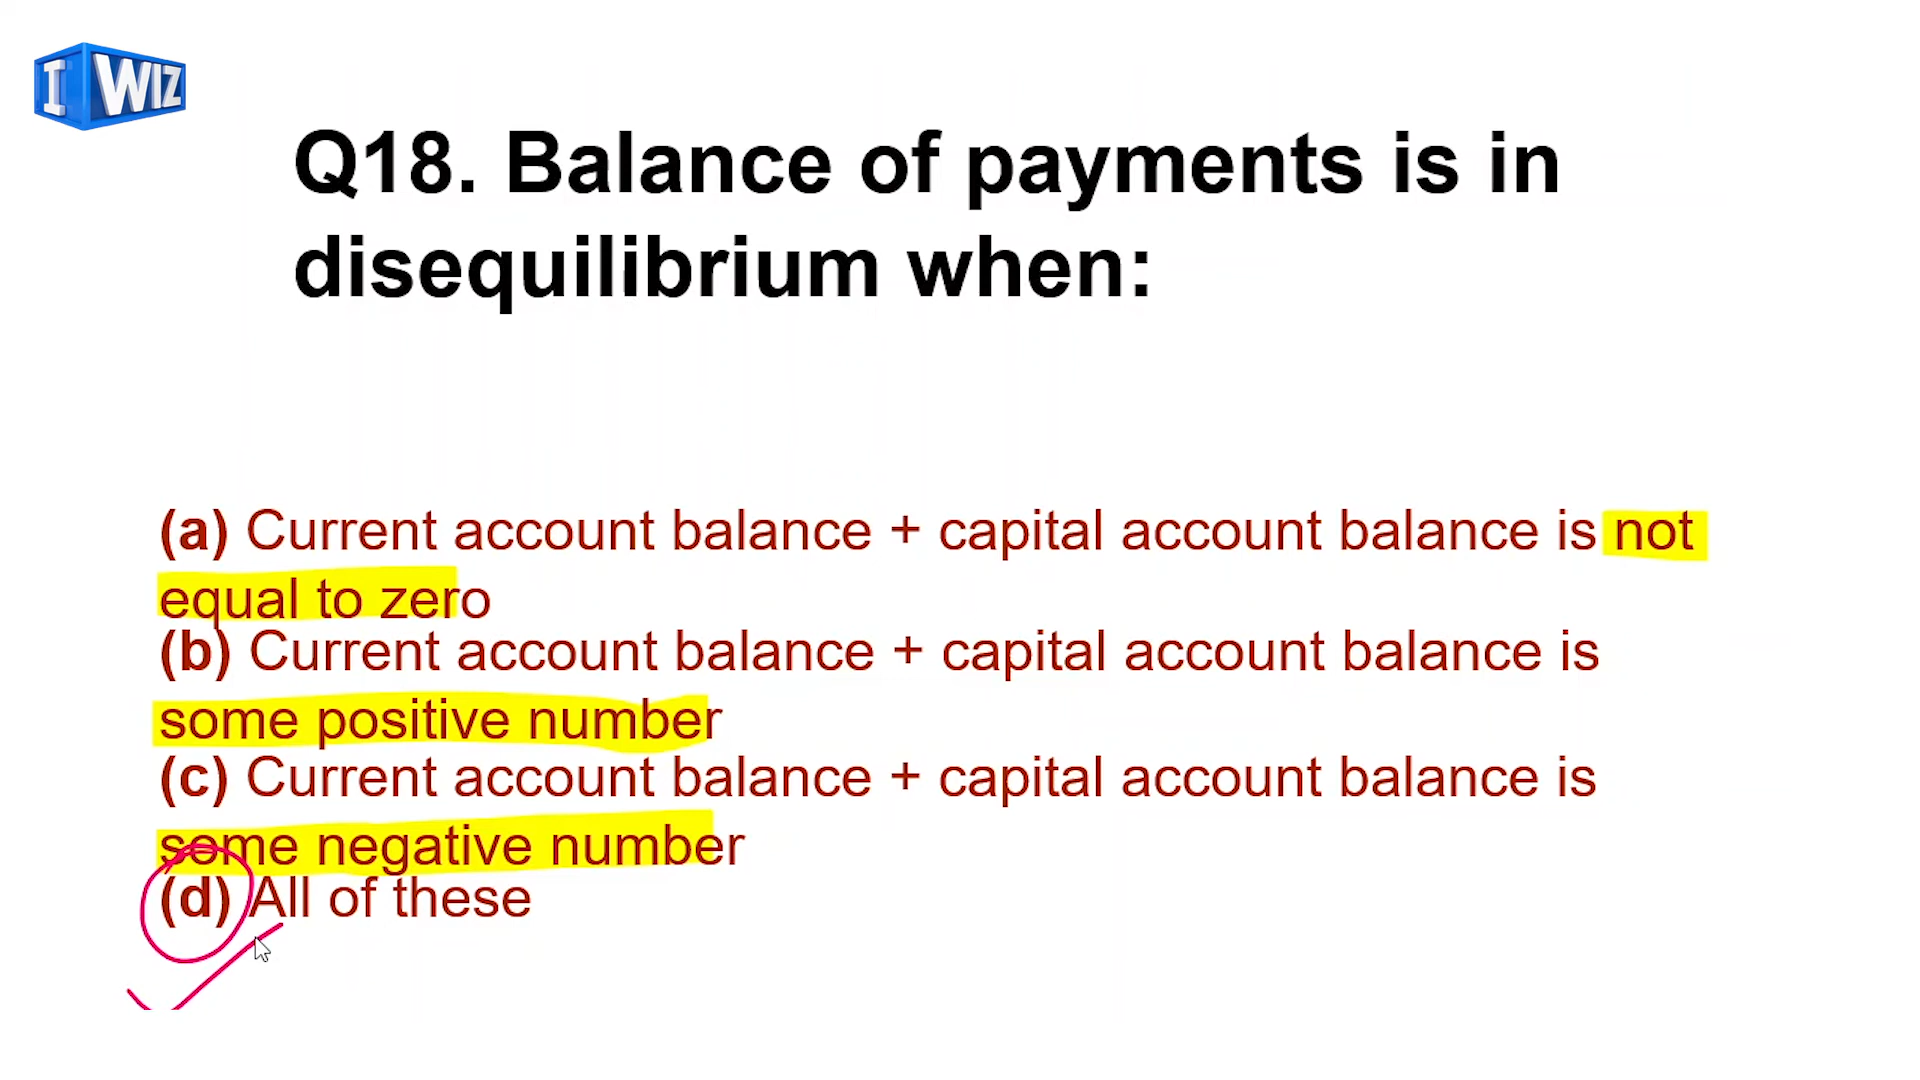 I WIZ
Q18. Balance of payments is in
disequilibrium when:
(a) Current account balance + capital account balance is not
equal to zero
(b) Current account balance + capital account balance is
some positive number
(c) Current account balance + capital account balance is
some negative number
(d) All of these